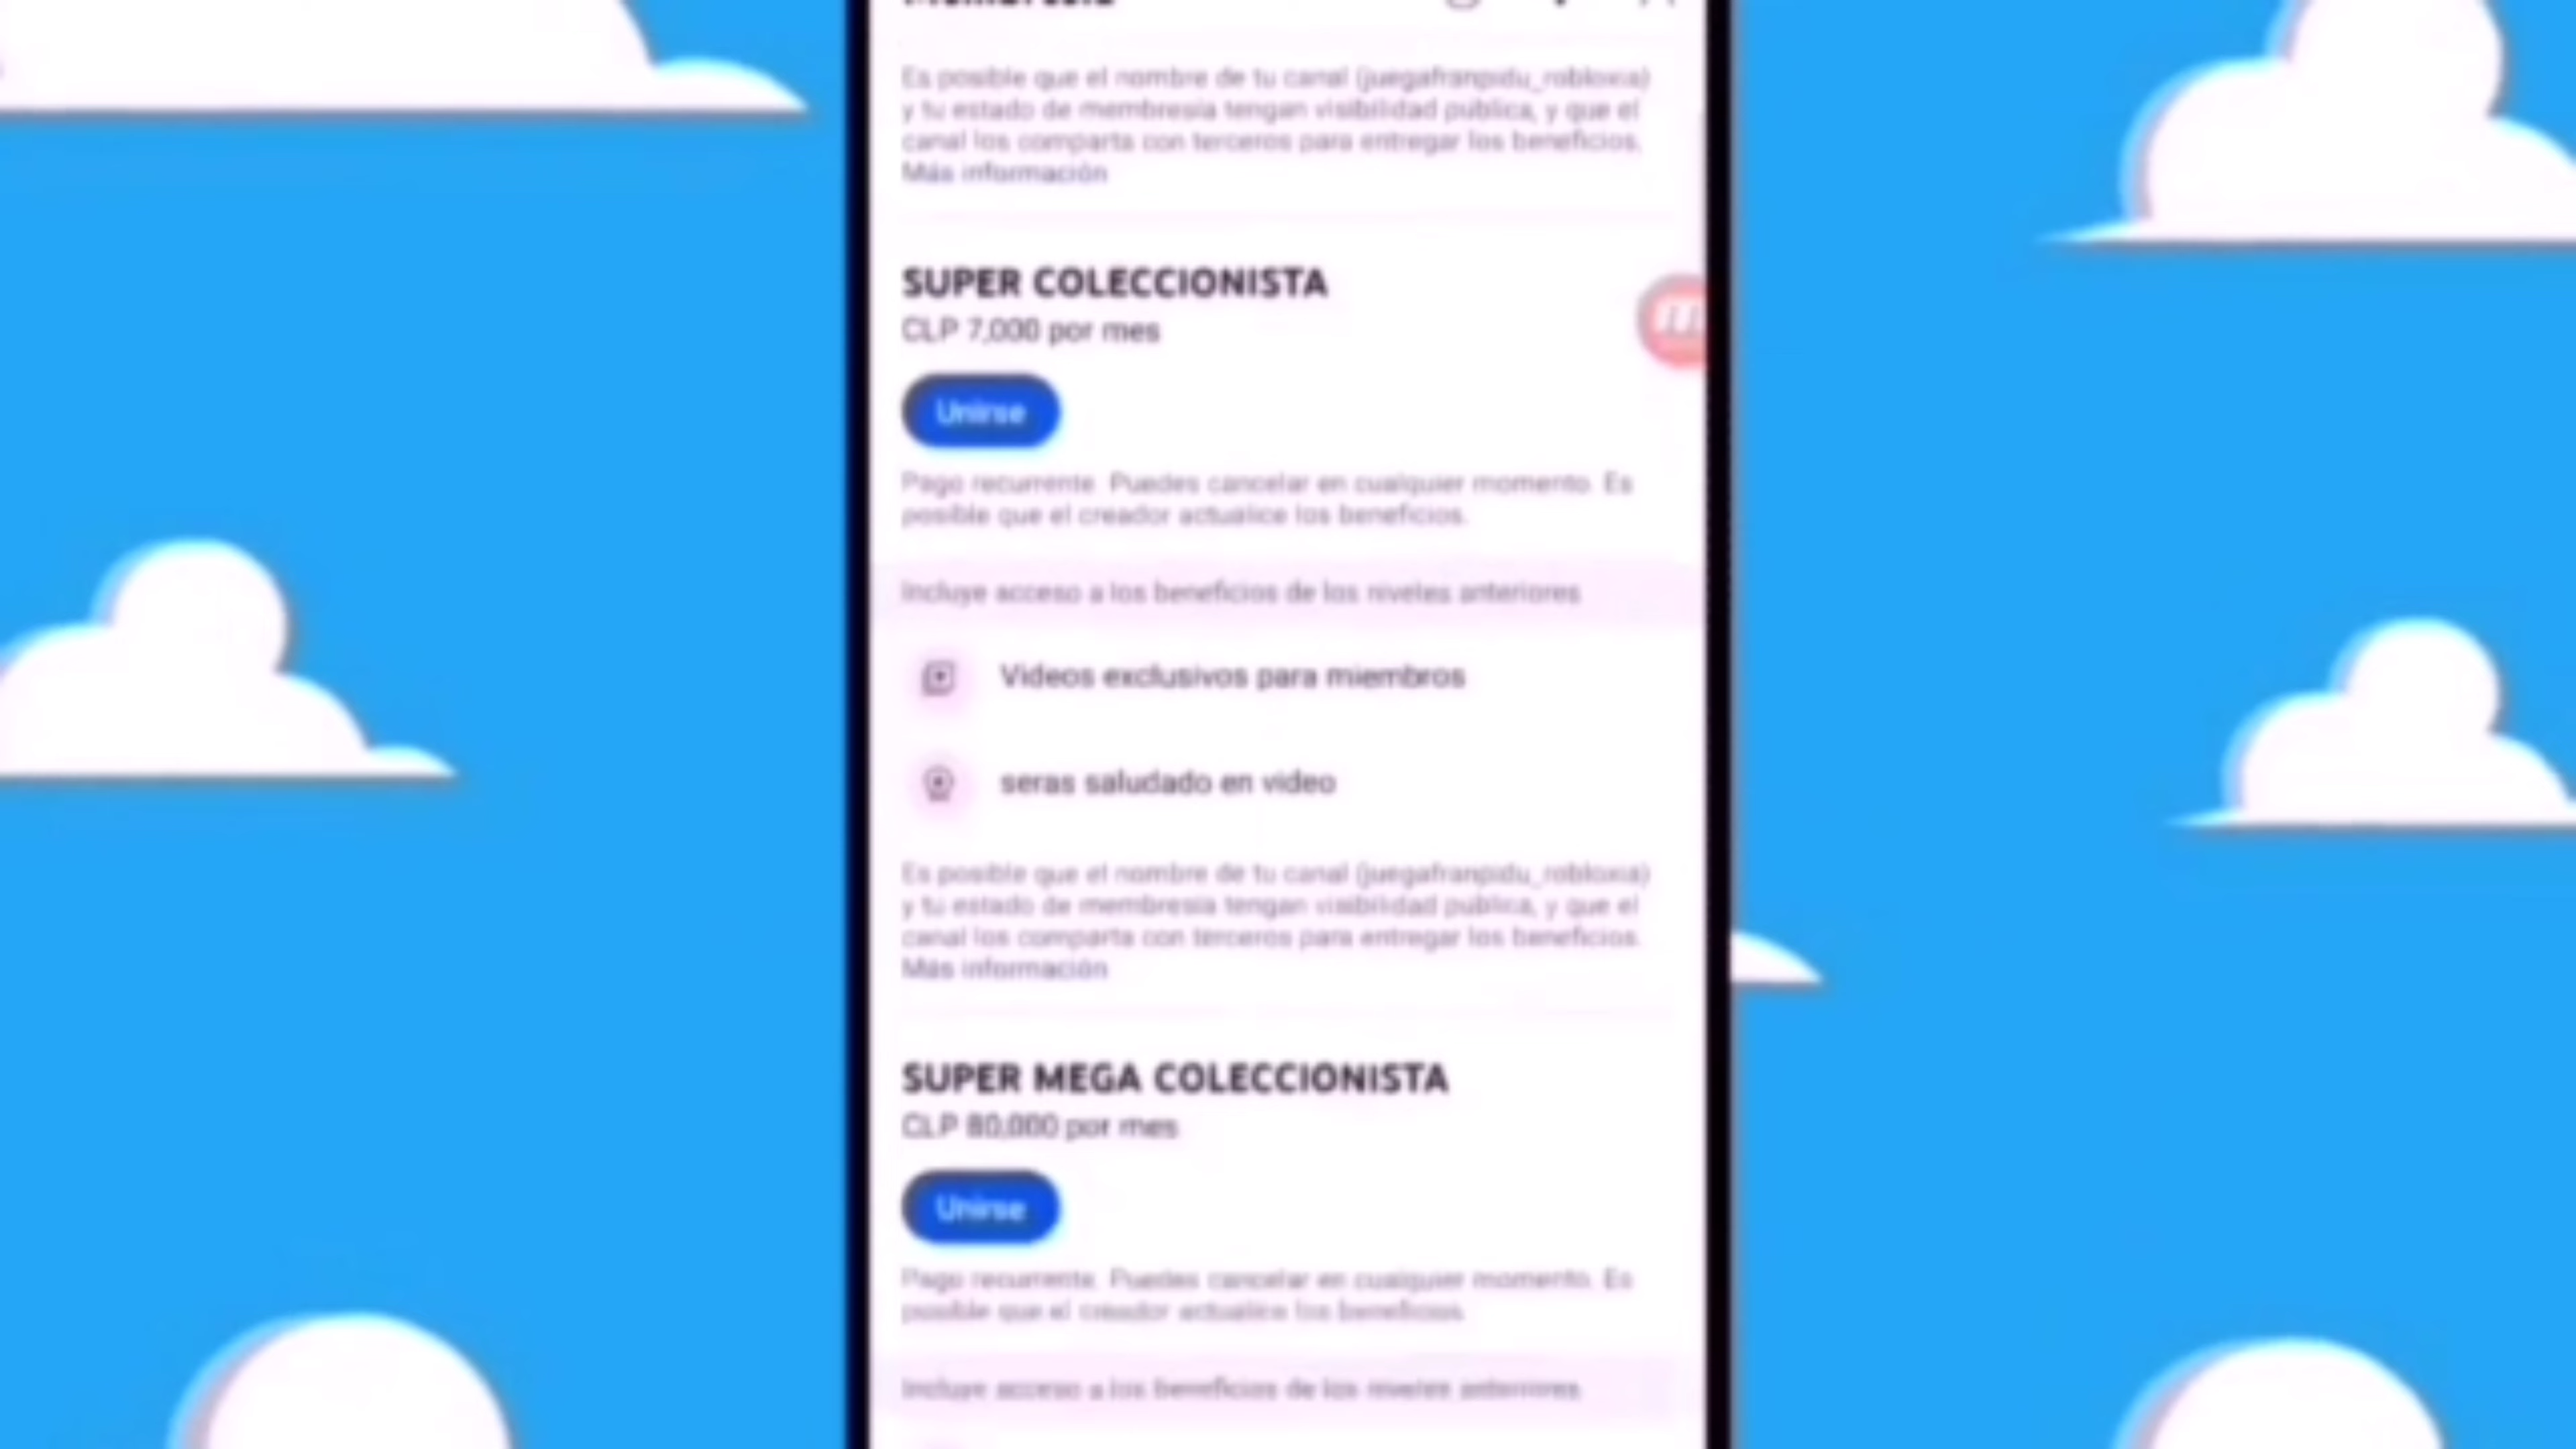 Es posible que el nombre de tu canal (juegafranpidu_robloxia)
y tu estado de membresía tengan visibilidad pública, y que el
canal los comparta con terceros para entregar los beneficios.
Más información
SUPER COLECCIONISTA
CLP 7,000 por mes
Unirse
Pago recurrente. Puedes cancelar en cualquier momento. Es
posible que el creador actualice los beneficios.
Incluye acceso a los beneficios de los niveles anteriores
Videos exclusivos para miembros
seras saludado en video
Es posible que el nombre de tu canal (juegafranpidu_robloxia)
y tu estado de membresía tengan visibilidad pública, y que el
canal los comparta con terceros para entregar los beneficios.
Más información
SUPER MEGA COLECCIONISTA
CLP 80,000 por mes
Unirse
Pago recurrente. Puedes cancelar en cualquier momento. Es
posible que el creador actualice los beneficios.
Incluye acceso a los beneficios de los niveles anteriores